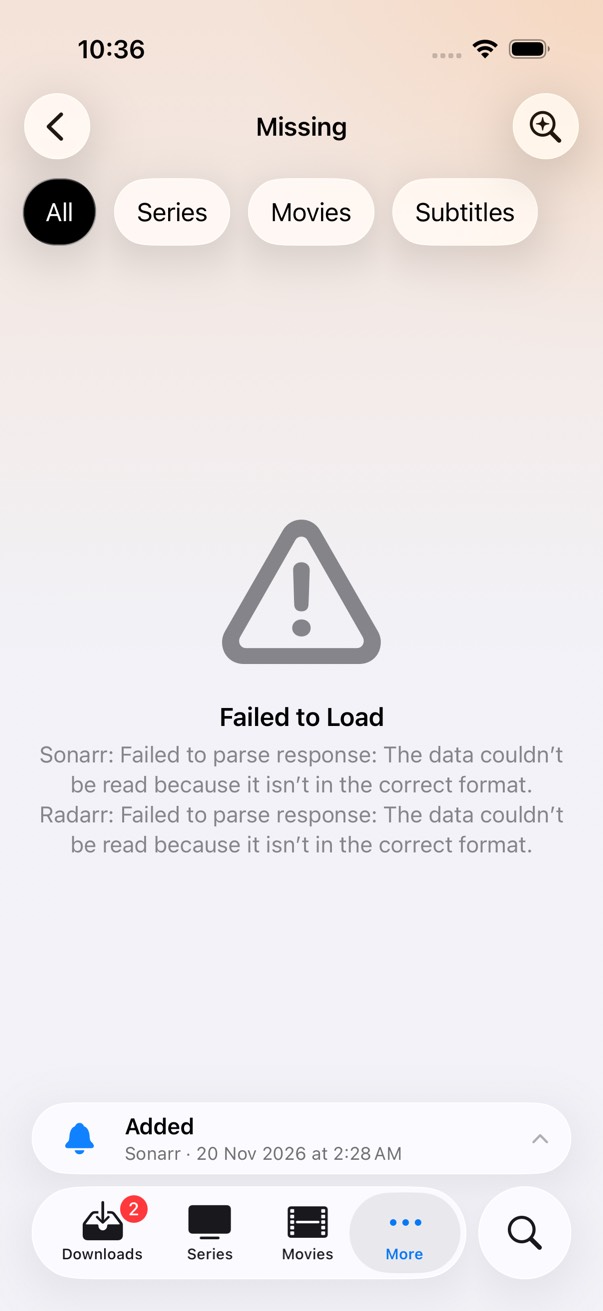 10:36
Missing
All
Series
Movies
Subtitles
Failed to Load
Sonarr: Failed to parse response: The data couldn’t
be read because it isn’t in the correct format.
Radarr: Failed to parse response: The data couldn’t
be read because it isn’t in the correct format.
Added
Sonarr · 20 Nov 2026 at 2:28 AM
2
Downloads
Series
Movies
More